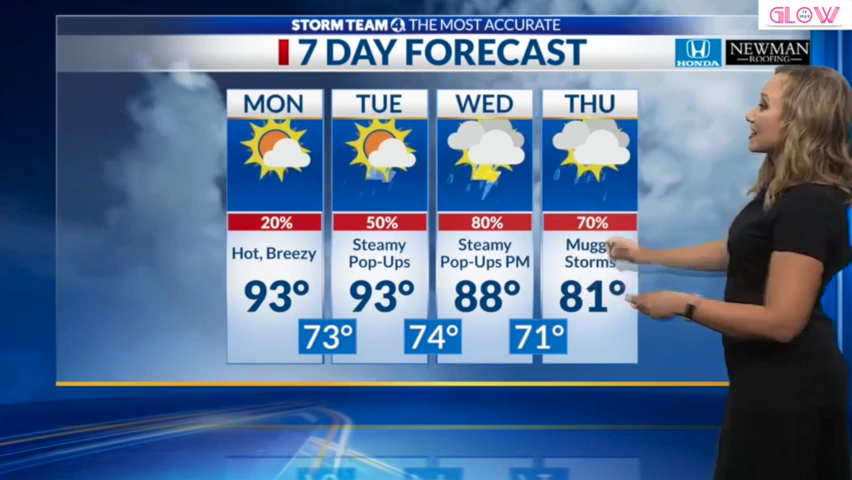 GLOW
STORM TEAM 4 THE MOST ACCURATE
7 DAY FORECAST
HONDA
NEWMAN
ROOFING
MON TUE WED THU
20% 50% 80% 70%
Hot, Breezy
Steamy
Pop-Ups
Steamy
Pop-Ups PM
Muggy
Storms
93° 93° 88° 81°
73° 74° 71°